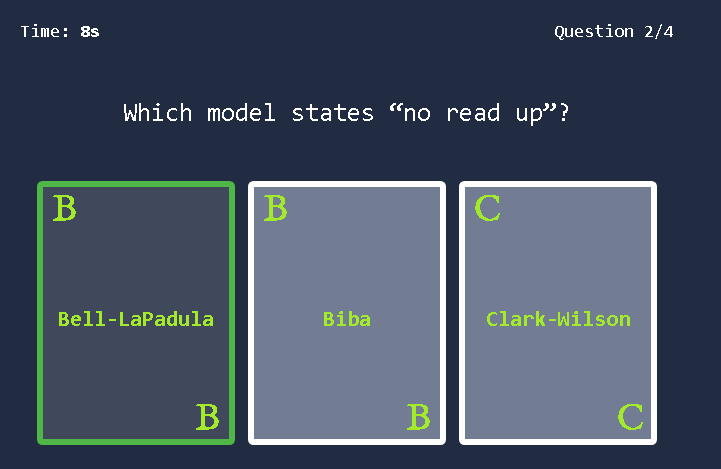 Time: 8s
Question 2/4
Which model states “no read up”?
B
B
C
Bell-LaPadula
Biba
Clark-Wilson
B
B
C